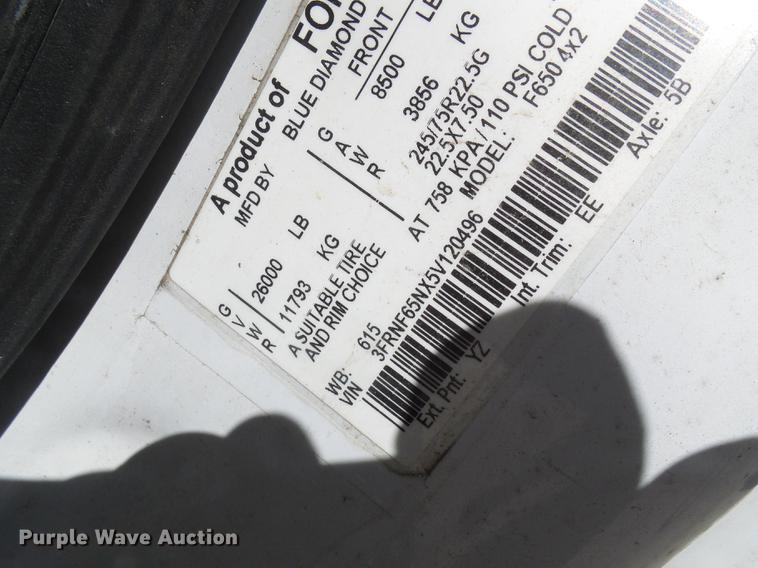 A product of FO
MFD BY BLUE DIAMOND
FRONT
GVWR 26000 LB
11793 KG
GAWR 8500 LB
3856 KG
A SUITABLE TIRE
AND RIM CHOICE
245/75R22.5G
22.5X7.50
AT 758 KPA/110 PSI COLD
MODEL: F650 4x2
WB: 615
VIN 3FRNF65NX5V120496
Ext. Pnt: YZ Int. Trim: EE Axle: 5B
Purple Wave Auction